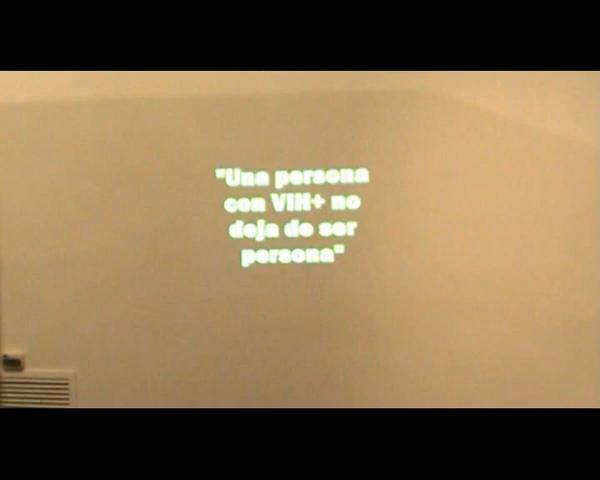 "Una persona
con VIH+ no
deja de ser
persona"